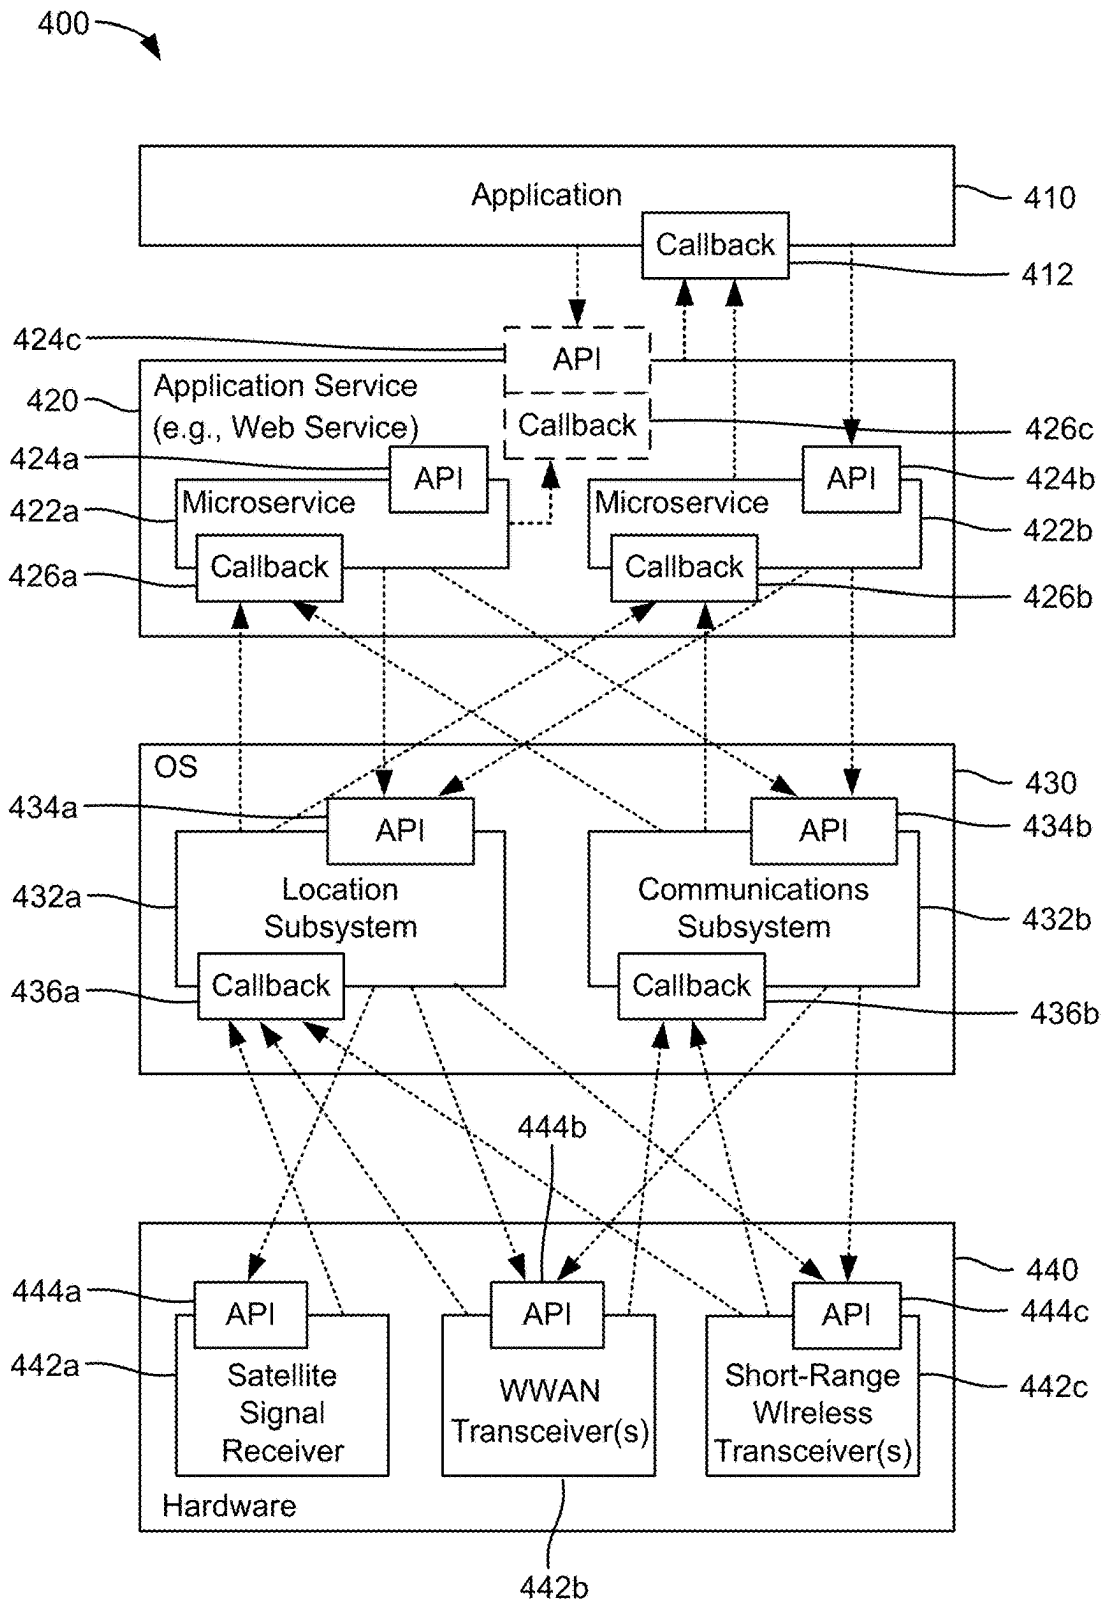 400
Application
410
Callback
412
424c
API
Application Service
(e.g., Web Service)
420
Callback
426c
424a
API
API
424b
422a
Microservice
Microservice
422b
426a
Callback
Callback
426b
OS
430
434a
API
API
434b
432a
Location
Subsystem
Communications
Subsystem
432b
436a
Callback
Callback
436b
444b
440
444a
API
API
API
444c
442a
Satellite
Signal
Receiver
WWAN
Transceiver(s)
Short-Range
WIreless
Transceiver(s)
442c
Hardware
442b